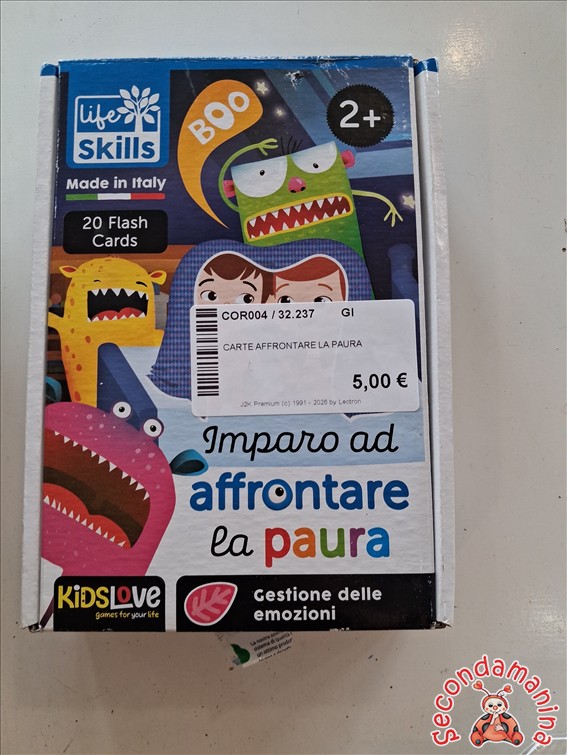 life
Skills
BOO
2+
Made in Italy
20 Flash
Cards
COR004 / 32.237 GI
CARTE AFFRONTARE LA PAURA
5,00 €
J2K Premium (c) 1991 - 2026 by Lectron
Imparo ad
affrontare
la paura
KIDSLOVE
games for your life
Gestione delle
emozioni
Secondamanina